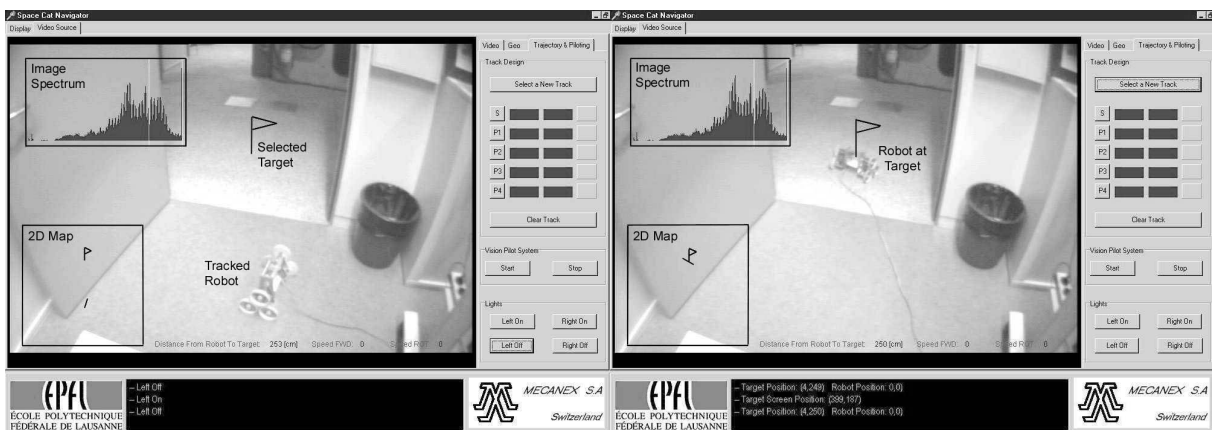 Space Cat Navigator
Display Video Source
Image
Spectrum
Selected
Target
2D Map
Tracked
Robot
Distance From Robot To Target: 253 [cm] Speed FWD: 0 0
Video Geo Trajectory & Piloting
Track Design
Select a New Track
S
P1
P2
P3
P4
Clear Track
Vision Pilot System
Start Stop
Lights
Left On Right On
Left Off Right Off
EPFL
ÉCOLE POLYTECHNIQUE
FÉDÉRALE DE LAUSANNE
-- Left Off
-- Left On
-- Left Off
MECANEX S.A
Switzerland
Space Cat Navigator
Display Video Source
Image
Spectrum
Robot at
Target
2D Map
Distance From Robot To Target: 250 [cm] Speed FWD: 0 Speed ROT: 0
Video Geo Trajectory & Piloting
Track Design
Select a New Track
S
P1
P2
P3
P4
Clear Track
Vision Pilot System
Start Stop
Lights
Left On Right On
Left Off Right Off
EPFL
ÉCOLE POLYTECHNIQUE
FÉDÉRALE DE LAUSANNE
-- Target Position: (4,249) Robot Position: 0,0)
-- Target Screen Position: (399,187)
-- Target Position: (4,250) Robot Position: 0,0)
MECANEX S.A
Switzerland